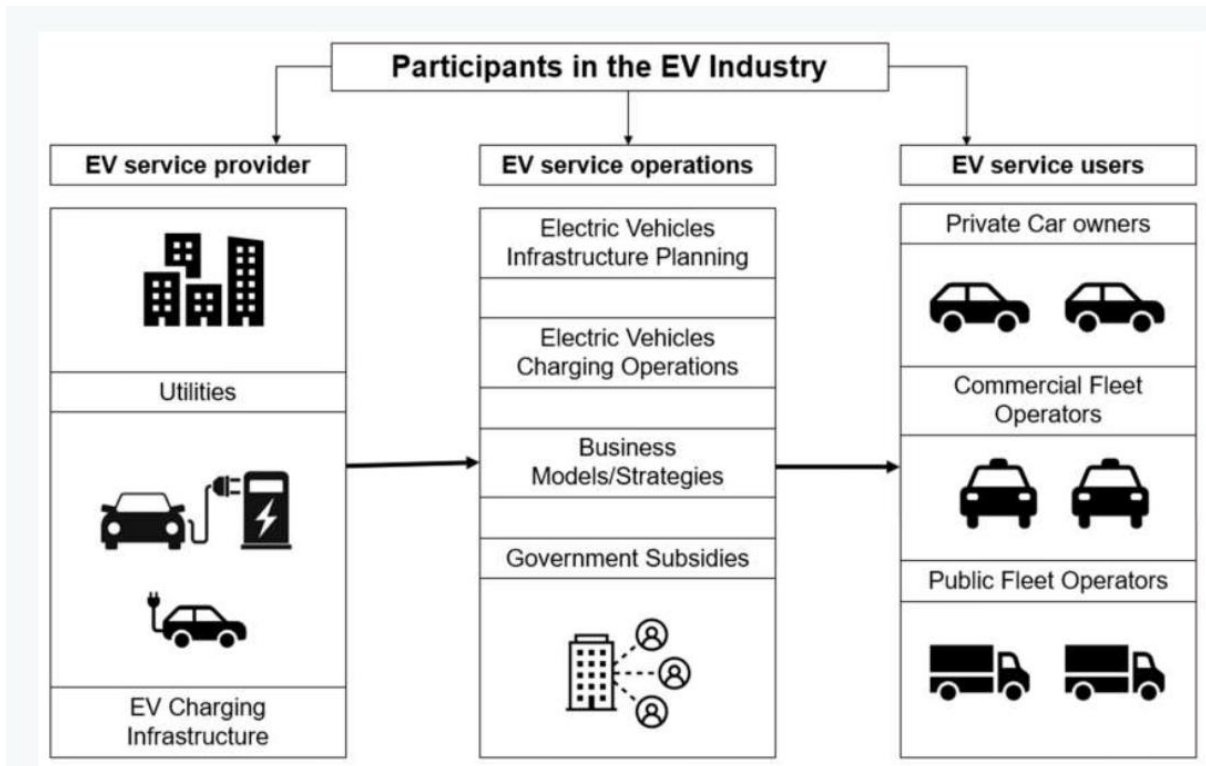 Participants in the EV Industry
EV service provider
Utilities
EV Charging
Infrastructure
EV service operations
Electric Vehicles
Infrastructure Planning
Electric Vehicles
Charging Operations
Business
Models/Strategies
Government Subsidies
EV service users
Private Car owners
Commercial Fleet
Operators
Public Fleet Operators